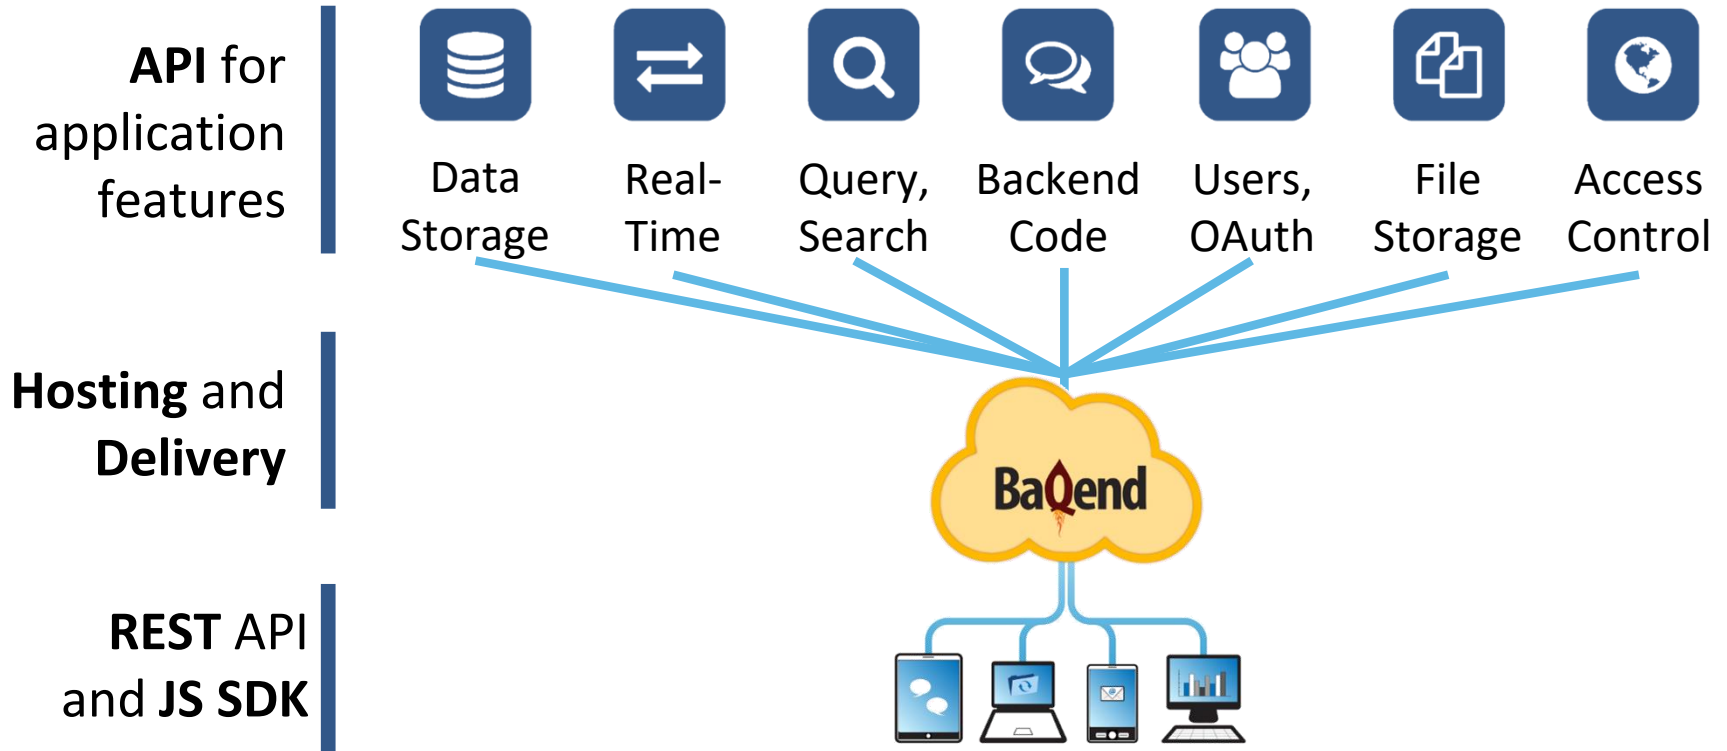 API for
application
features
Data
Storage
Real-
Time
Query,
Search
Backend
Code
Users,
OAuth
File
Storage
Access
Control
Hosting and
Delivery
BaQend
REST API
and JS SDK